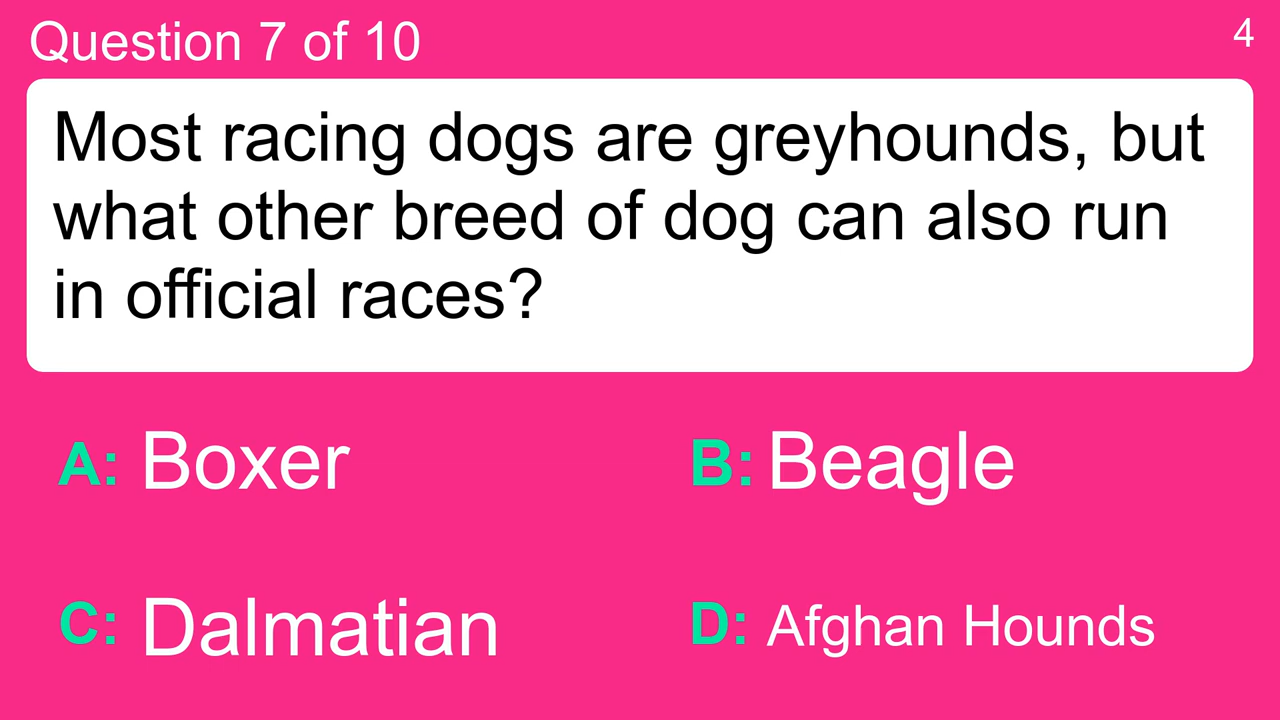 Question 7 of 10
4
Most racing dogs are greyhounds, but
what other breed of dog can also run
in official races?
A: Boxer
B: Beagle
C: Dalmatian
D: Afghan Hounds